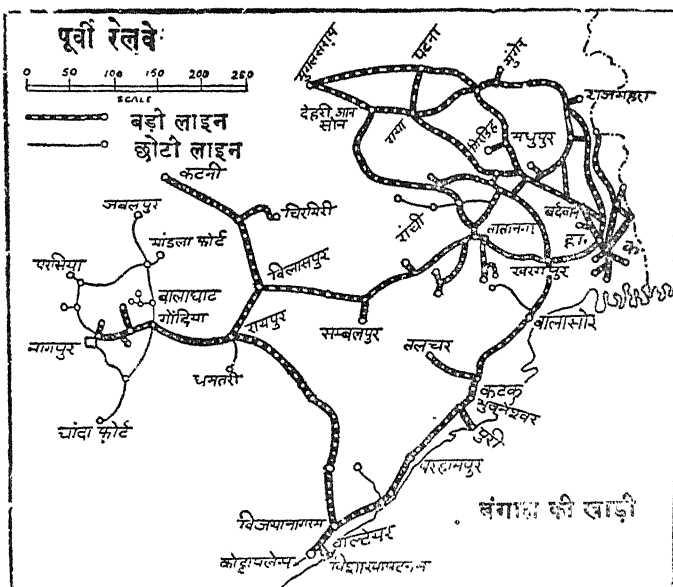 पूर्वी रेलवे
0 50 100 150 200 250
SCALE
बड़ी लाइन
छोटी लाइन
मुगलसराय
पटना
मुंगेर
राजमहल
देहरी आन सोन
गया
गिरिडिह
मधुपुर
कटनी
चिरमिरी
जबलपुर
मांडला फोर्ट
रांची
तातानगर
बर्दवान
हा.
क.
खरगपुर
बिलासपुर
बालाघाट
गोंदिया
रायपुर
सम्बलपुर
बालासोर
नागपुर
धमतरी
तलचर
कटक
भुवनेश्वर
पुरी
चांदा फ़ोर्ट
बरहामपुर
बंगाल की खाड़ी
विजयानागरम
वाल्टेयर
विशाखापटनम